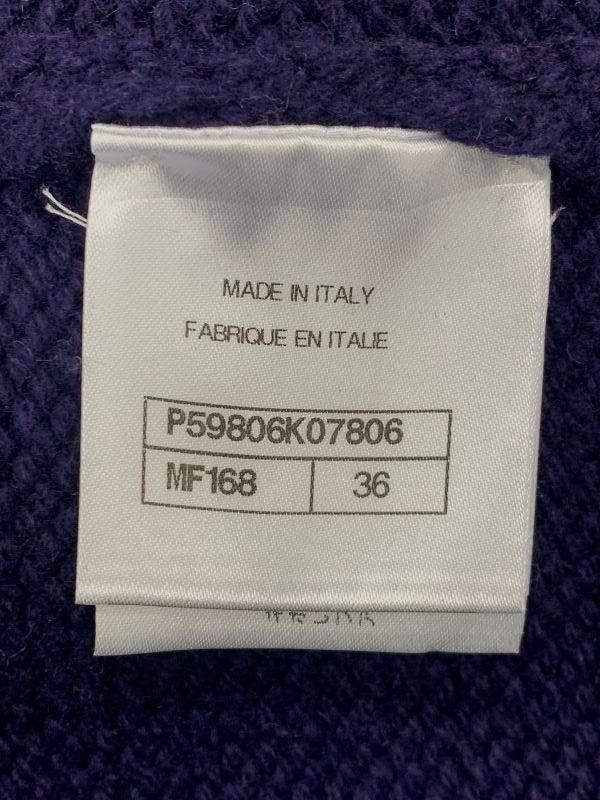 MADE IN ITALY
FABRIQUE EN ITALIE
P59806K07806
MF168 36